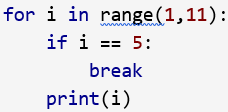 for i in range(1,11):
    if i == 5:
        break
    print(i)